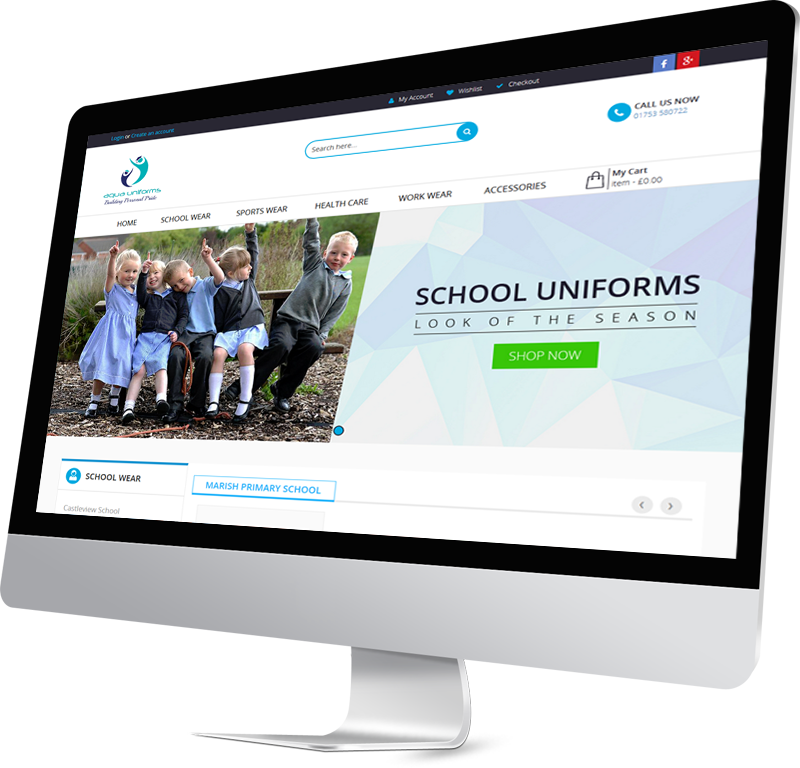 Login or Create an account
My Account
Wishlist
Checkout
f
g+
aqua uniforms
Building Personal Pride
Search here...
CALL US NOW
01753 580722
My Cart
item - £0.00
HOME
SCHOOL WEAR
SPORTS WEAR
HEALTH CARE
WORK WEAR
ACCESSORIES
SCHOOL UNIFORMS
LOOK OF THE SEASON
SHOP NOW
SCHOOL WEAR
Castleview School
MARISH PRIMARY SCHOOL